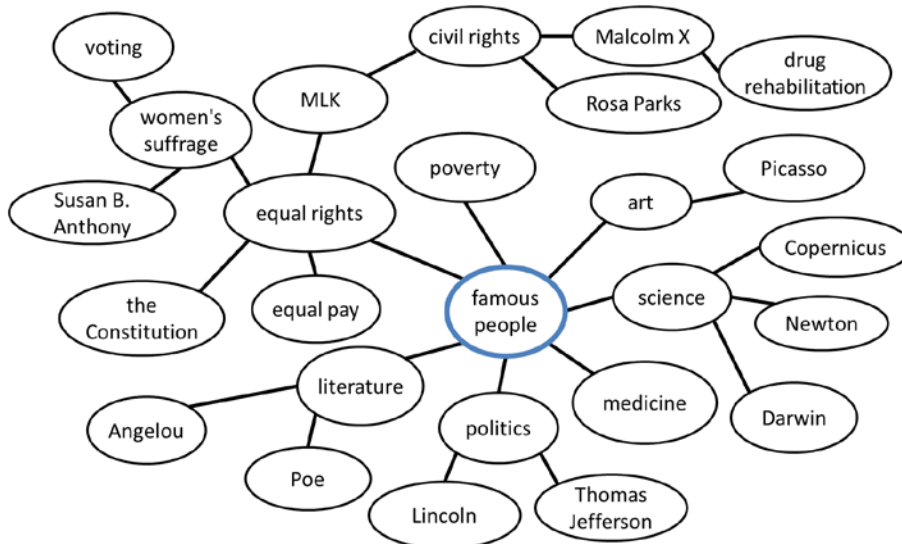 voting
civil rights
Malcolm X
drug
rehabilitation
MLK
Rosa Parks
women's
suffrage
poverty
Picasso
art
Susan B.
Anthony
equal rights
Copernicus
famous
people
science
the
Constitution
equal pay
Newton
literature
medicine
Angelou
politics
Darwin
Poe
Lincoln
Thomas
Jefferson